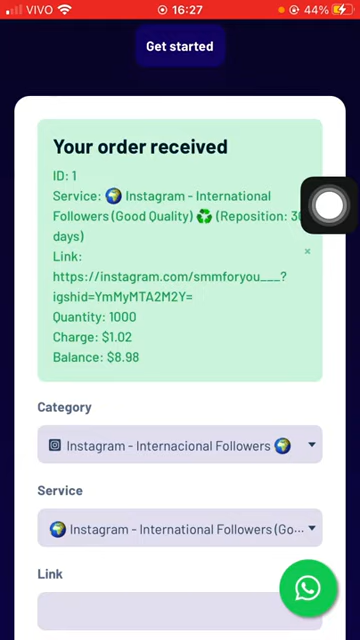 VIVO 16:27 44%
Get started
Your order received
ID: 1
Service: 🌍 Instagram - International
Followers (Good Quality) ♻️ (Reposition: 30
days)
×
Link:
https://instagram.com/smmforyou___?
igshid=YmMyMTA2M2Y=
Quantity: 1000
Charge: $1.02
Balance: $8.98
Category
Instagram - Internacional Followers 🌍
Service
🌍 Instagram - International Followers (Go...
Link